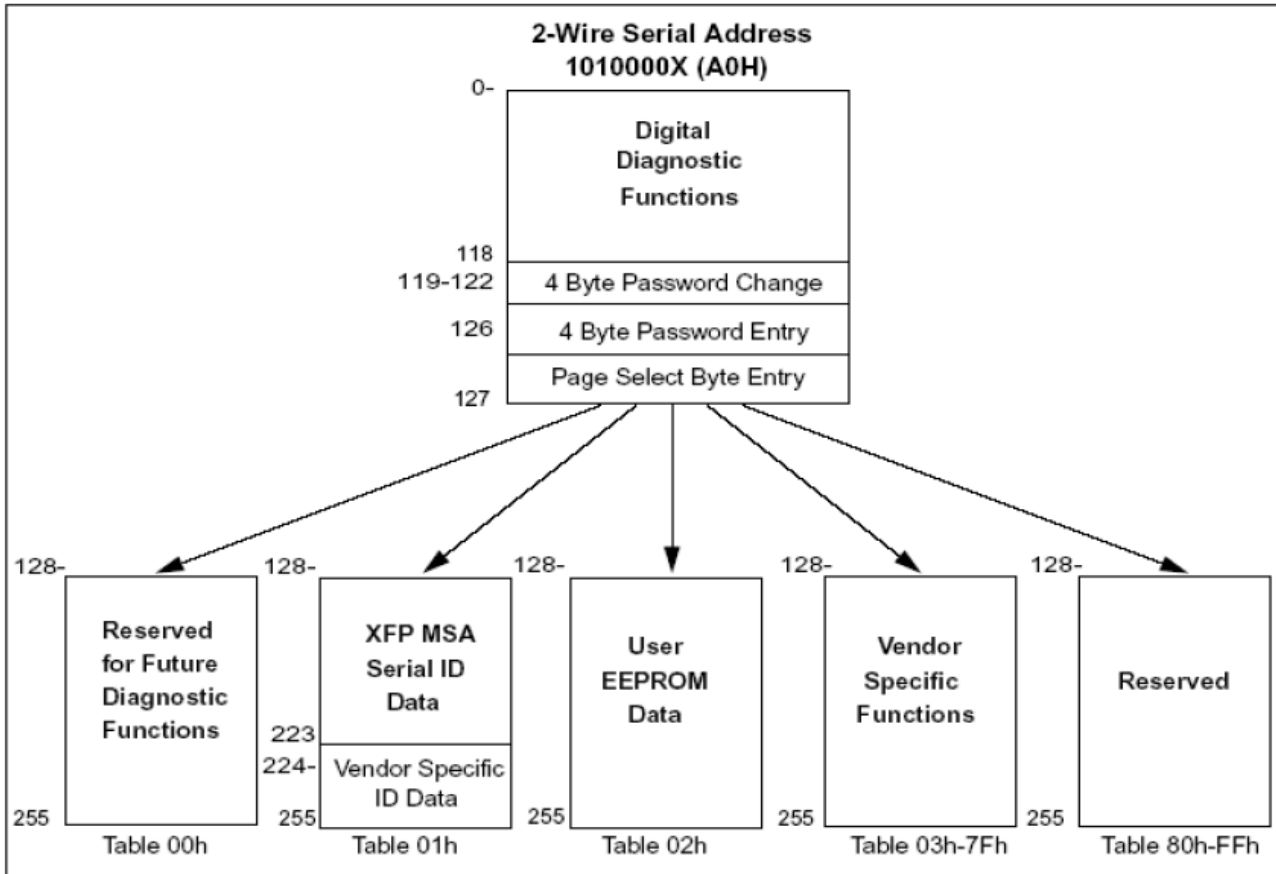 2-Wire Serial Address
1010000X (A0H)
0-
Digital
Diagnostic
Functions
118
119-122
4 Byte Password Change
126
4 Byte Password Entry
Page Select Byte Entry
127
128-
Reserved
for Future
Diagnostic
Functions
255
Table 00h
128-
XFP MSA
Serial ID
Data
223
224-
Vendor Specific
ID Data
255
Table 01h
128-
User
EEPROM
Data
255
Table 02h
128-
Vendor
Specific
Functions
255
Table 03h-7Fh
128-
Reserved
255
Table 80h-FFh